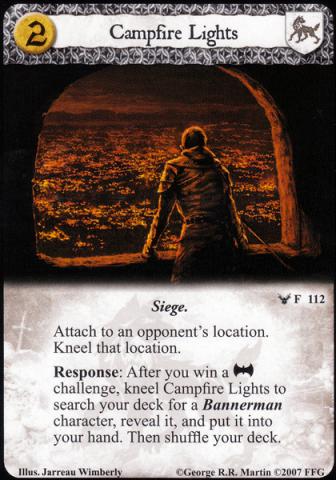 2 Campfire Lights
F 112
Siege.
Attach to an opponent's location.
Kneel that location.
Response: After you win a
challenge, kneel Campfire Lights to
search your deck for a Bannerman
character, reveal it, and put it into
your hand. Then shuffle your deck.
Illus. Jarreau Wimberly ©George R.R. Martin ©2007 FFG